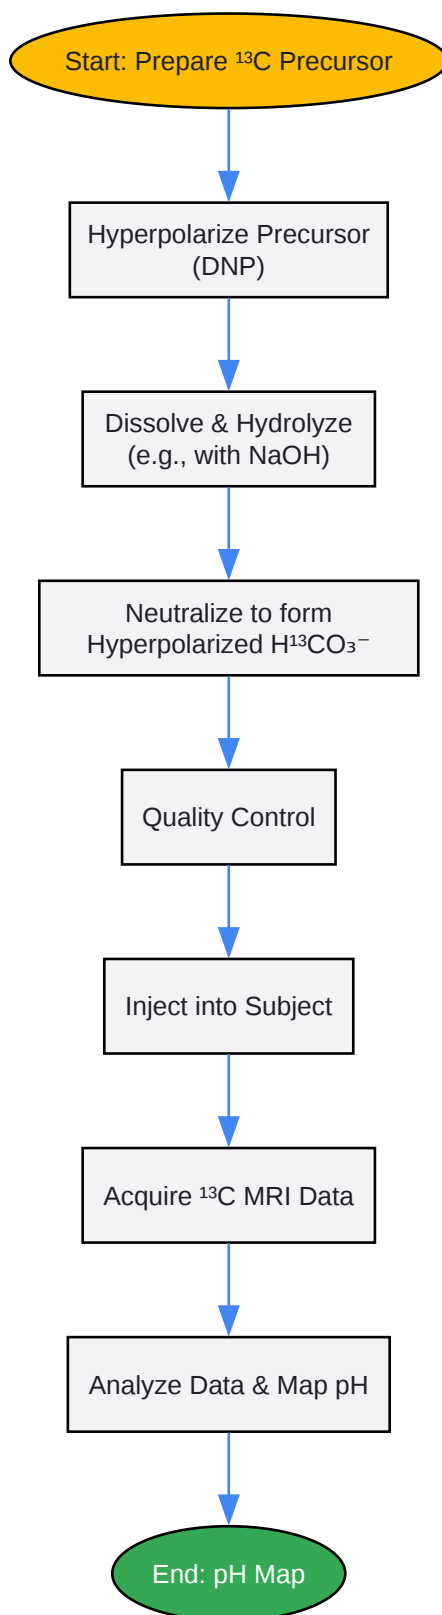 Start: Prepare ¹³C Precursor
Hyperpolarize Precursor
(DNP)
Dissolve & Hydrolyze
(e.g., with NaOH)
Neutralize to form
Hyperpolarized H¹³CO₃⁻
Quality Control
Inject into Subject
Acquire ¹³C MRI Data
Analyze Data & Map pH
End: pH Map